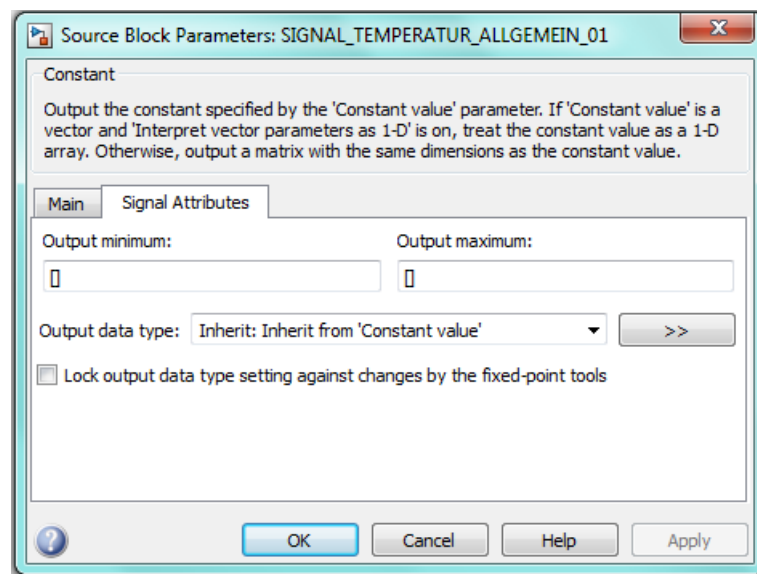 Source Block Parameters: SIGNAL_TEMPERATUR_ALLGEMEIN_01
X
Constant
Output the constant specified by the 'Constant value' parameter. If 'Constant value' is a
vector and 'Interpret vector parameters as 1-D' is on, treat the constant value as a 1-D
array. Otherwise, output a matrix with the same dimensions as the constant value.
Main Signal Attributes
Output minimum: Output maximum:
[] []
Output data type: Inherit: Inherit from 'Constant value' >>
Lock output data type setting against changes by the fixed-point tools
? OK Cancel Help Apply